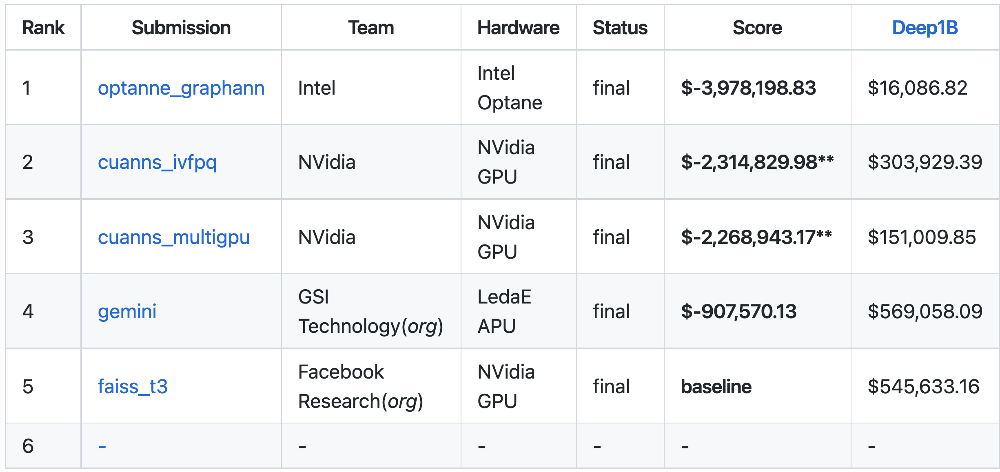 Rank Submission Team Hardware Status Score Deep1B
1 optanne_graphann Intel Intel Optane final $-3,978,198.83 $16,086.82
2 cuanns_ivfpq NVidia NVidia GPU final $-2,314,829.98** $303,929.39
3 cuanns_multigpu NVidia NVidia GPU final $-2,268,943.17** $151,009.85
4 gemini GSI Technology(org) LedaE APU final $-907,570.13 $569,058.09
5 faiss_t3 Facebook Research(org) NVidia GPU final baseline $545,633.16
6 - - - - - -